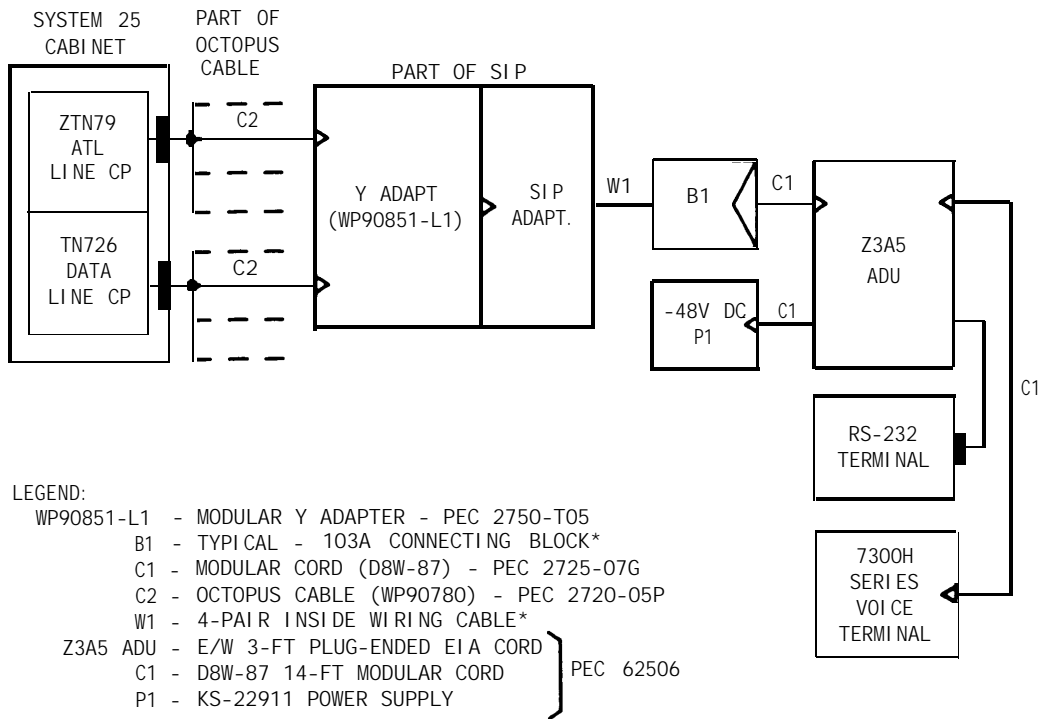 SYSTEM 25
CABINET
PART OF
OCTOPUS
CABLE
PART OF SIP
ZTN79
ATL
LINE CP
C2
Y ADAPT
(WP90851-L1)
SIP
ADAPT.
W1
B1
C1
Z3A5
ADU
TN726
DATA
LINE CP
C2
-48V DC
P1
C1
C1
RS-232
TERMINAL
7300H
SERIES
VOICE
TERMINAL
LEGEND:
WP90851-L1 - MODULAR Y ADAPTER - PEC 2750-T05
B1 - TYPICAL - 103A CONNECTING BLOCK*
C1 - MODULAR CORD (D8W-87) - PEC 2725-07G
C2 - OCTOPUS CABLE (WP90780) - PEC 2720-05P
W1 - 4-PAIR INSIDE WIRING CABLE*
Z3A5 ADU - E/W 3-FT PLUG-ENDED EIA CORD
C1 - D8W-87 14-FT MODULAR CORD
P1 - KS-22911 POWER SUPPLY
PEC 62506